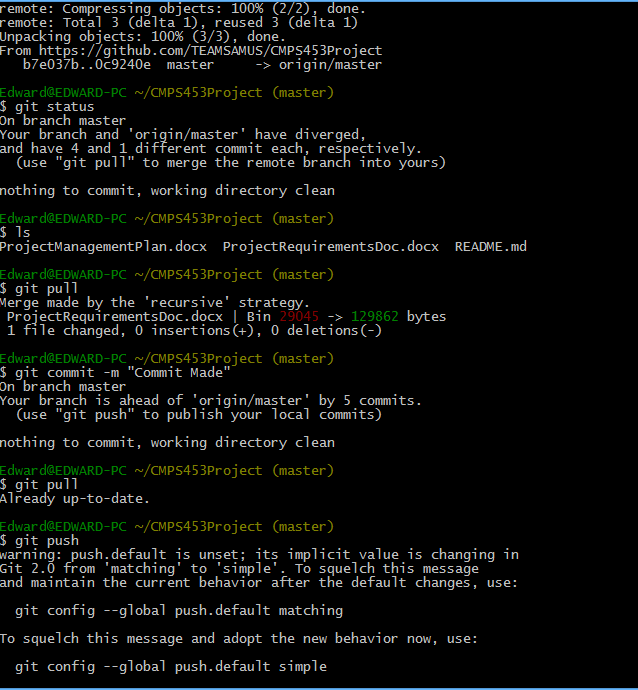 remote: Compressing objects: 100% (2/2), done.
remote: Total 3 (delta 1), reused 3 (delta 1)
Unpacking objects: 100% (3/3), done.
From https://github.com/TEAMSAMUS/CMPS453Project
   b7e037b..0c9240e  master     -> origin/master
Edward@EDWARD-PC ~/CMPS453Project (master)
$ git status
On branch master
Your branch and 'origin/master' have diverged,
and have 4 and 1 different commit each, respectively.
  (use "git pull" to merge the remote branch into yours)
nothing to commit, working directory clean
Edward@EDWARD-PC ~/CMPS453Project (master)
$ ls
ProjectManagementPlan.docx  ProjectRequirementsDoc.docx  README.md
Edward@EDWARD-PC ~/CMPS453Project (master)
$ git pull
Merge made by the 'recursive' strategy.
 ProjectRequirementsDoc.docx | Bin 29045 -> 129862 bytes
 1 file changed, 0 insertions(+), 0 deletions(-)
Edward@EDWARD-PC ~/CMPS453Project (master)
$ git commit -m "Commit Made"
On branch master
Your branch is ahead of 'origin/master' by 5 commits.
  (use "git push" to publish your local commits)
nothing to commit, working directory clean
Edward@EDWARD-PC ~/CMPS453Project (master)
$ git pull
Already up-to-date.
Edward@EDWARD-PC ~/CMPS453Project (master)
$ git push
warning: push.default is unset; its implicit value is changing in
Git 2.0 from 'matching' to 'simple'. To squelch this message
and maintain the current behavior after the default changes, use:
  git config --global push.default matching
To squelch this message and adopt the new behavior now, use:
  git config --global push.default simple